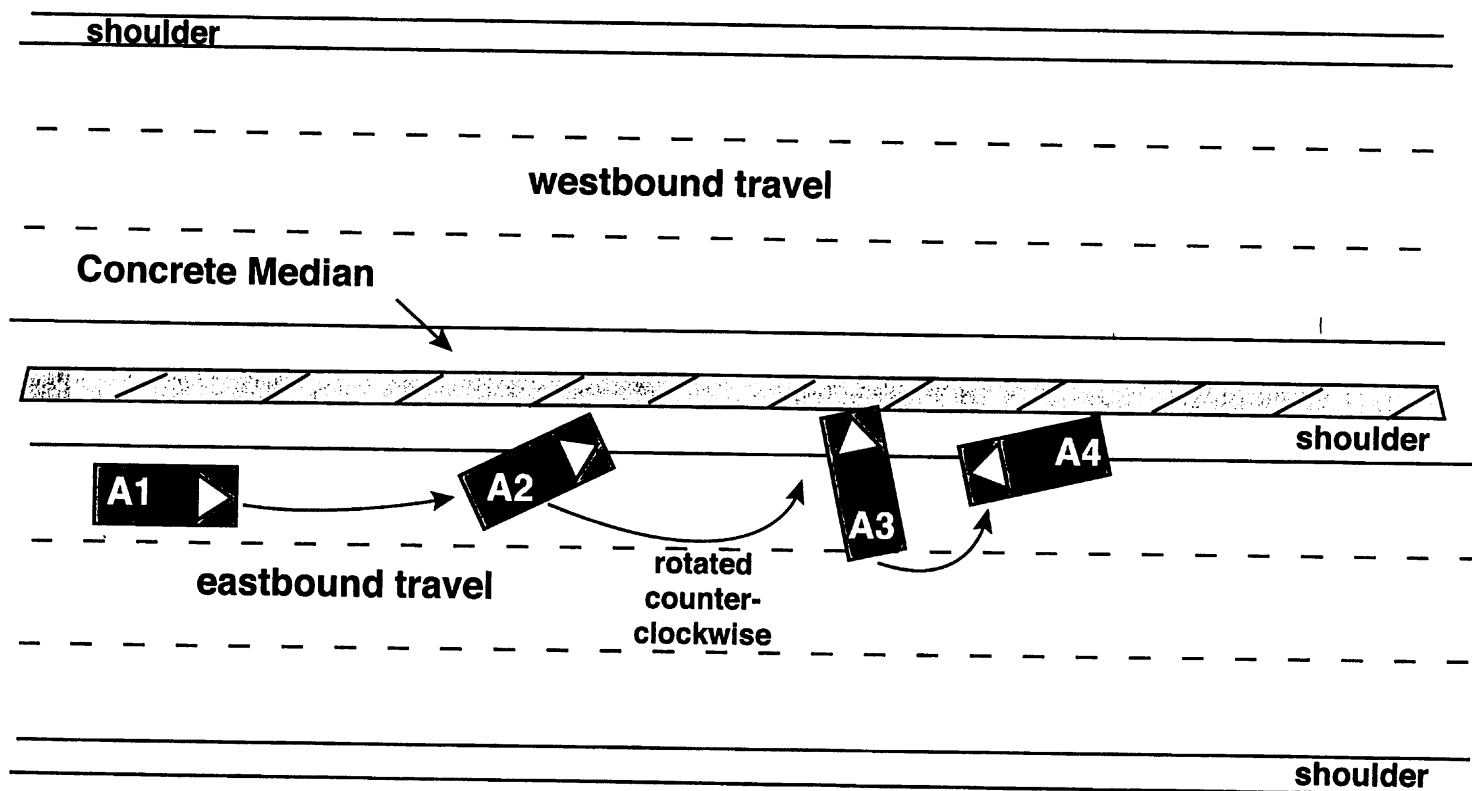 shoulder
westbound travel
Concrete Median
shoulder
A1
A2
A3
A4
eastbound travel
rotated
counter-
clockwise
shoulder